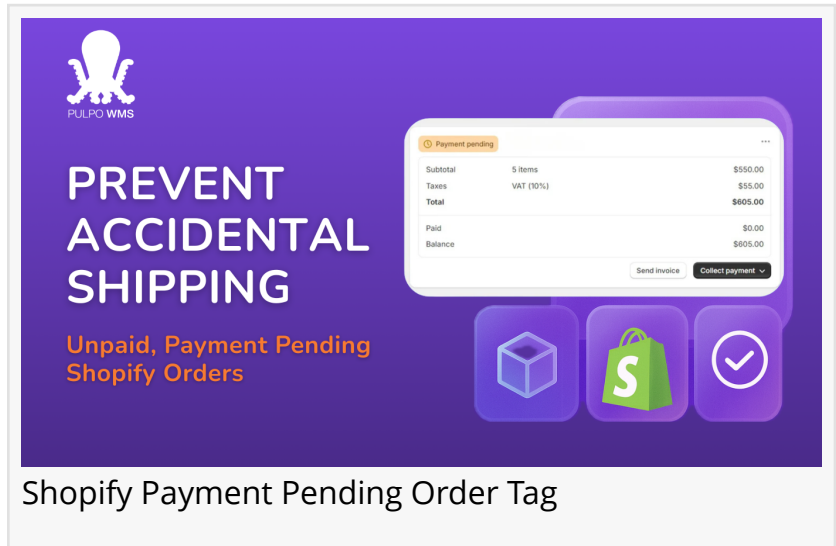 PULPO WMS
PREVENT
ACCIDENTAL
SHIPPING
Unpaid, Payment Pending
Shopify Orders
Payment pending
Subtotal 5 items $550.00
Taxes VAT (10%) $55.00
Total $605.00
Paid $0.00
Balance $605.00
Send invoice Collect payment
S
Shopify Payment Pending Order Tag